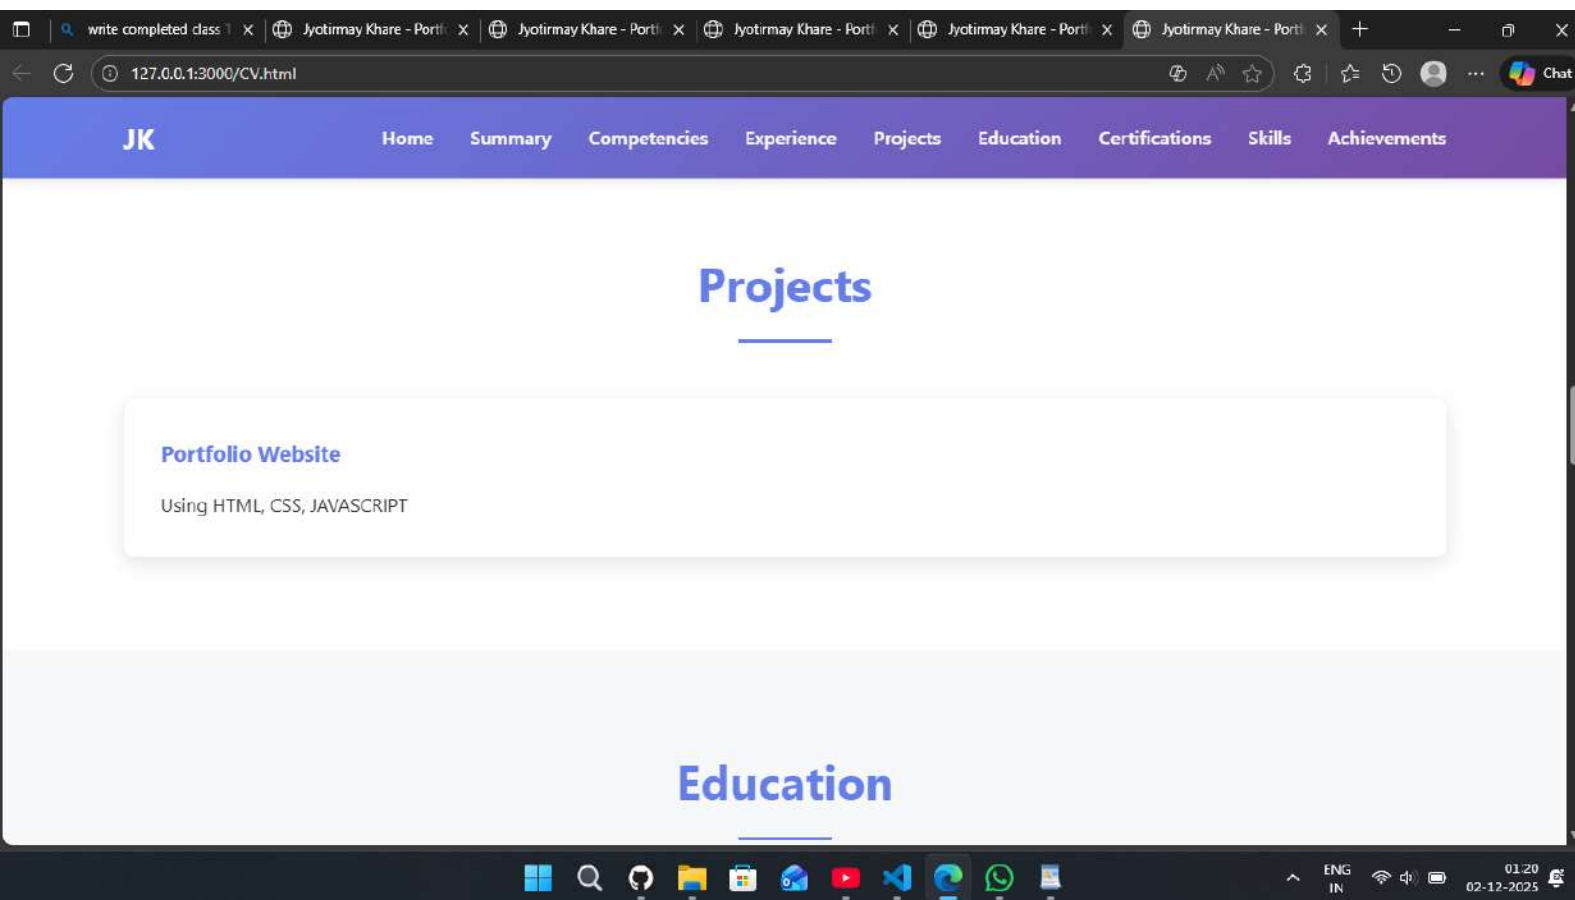 write completed class T
Jyotirmay Khare - Portf
Jyotirmay Khare - Portf
Jyotirmay Khare - Portf
Jyotirmay Khare - Portf
Jyotirmay Khare - Portf
127.0.0.1:3000/CV.html
Chat
JK
Home Summary Competencies Experience Projects Education Certifications Skills Achievements
Projects
Portfolio Website
Using HTML, CSS, JAVASCRIPT
Education
ENG
IN
01:20
02-12-2025